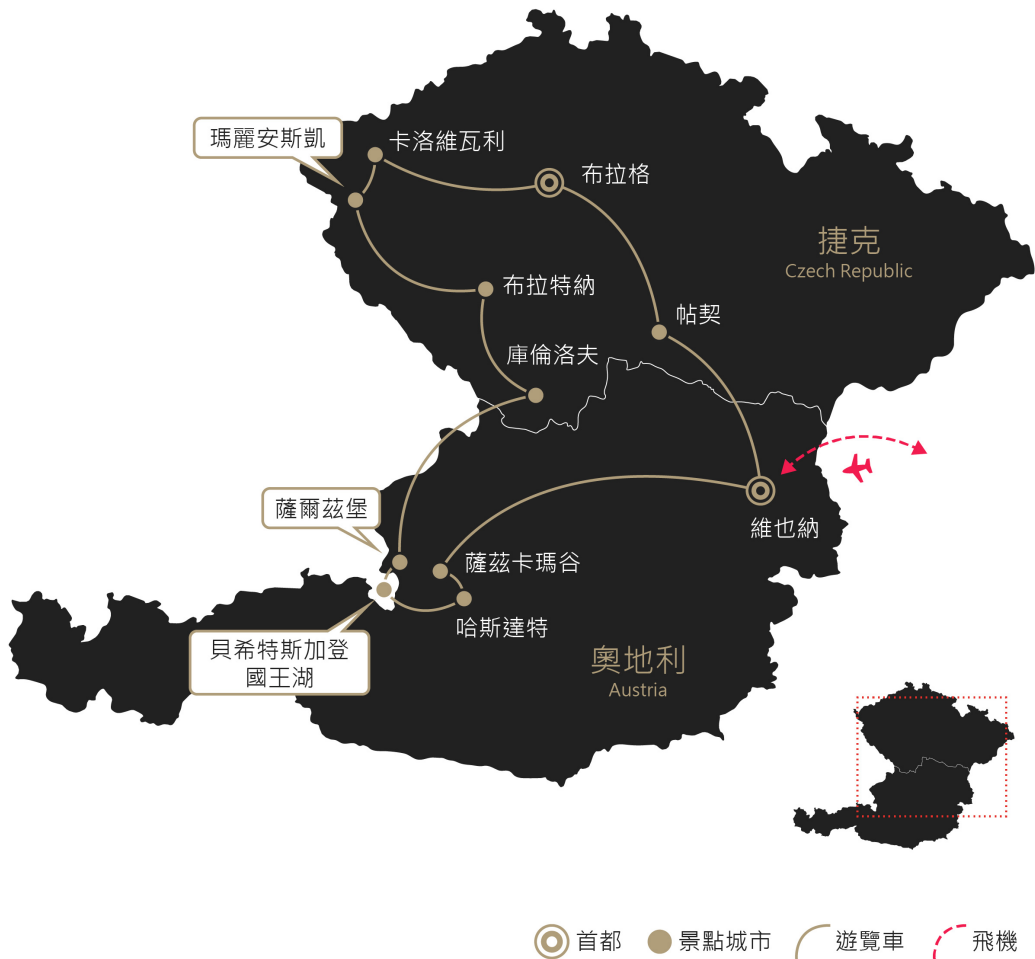 瑪麗安斯凱
卡洛維瓦利
布拉格
捷克
Czech Republic
布拉特納
帖契
庫倫洛夫
薩爾茲堡
維也納
薩茲卡瑪谷
哈斯達特
貝希特斯加登
國王湖
奧地利
Austria
首都
景點城市
遊覽車
飛機